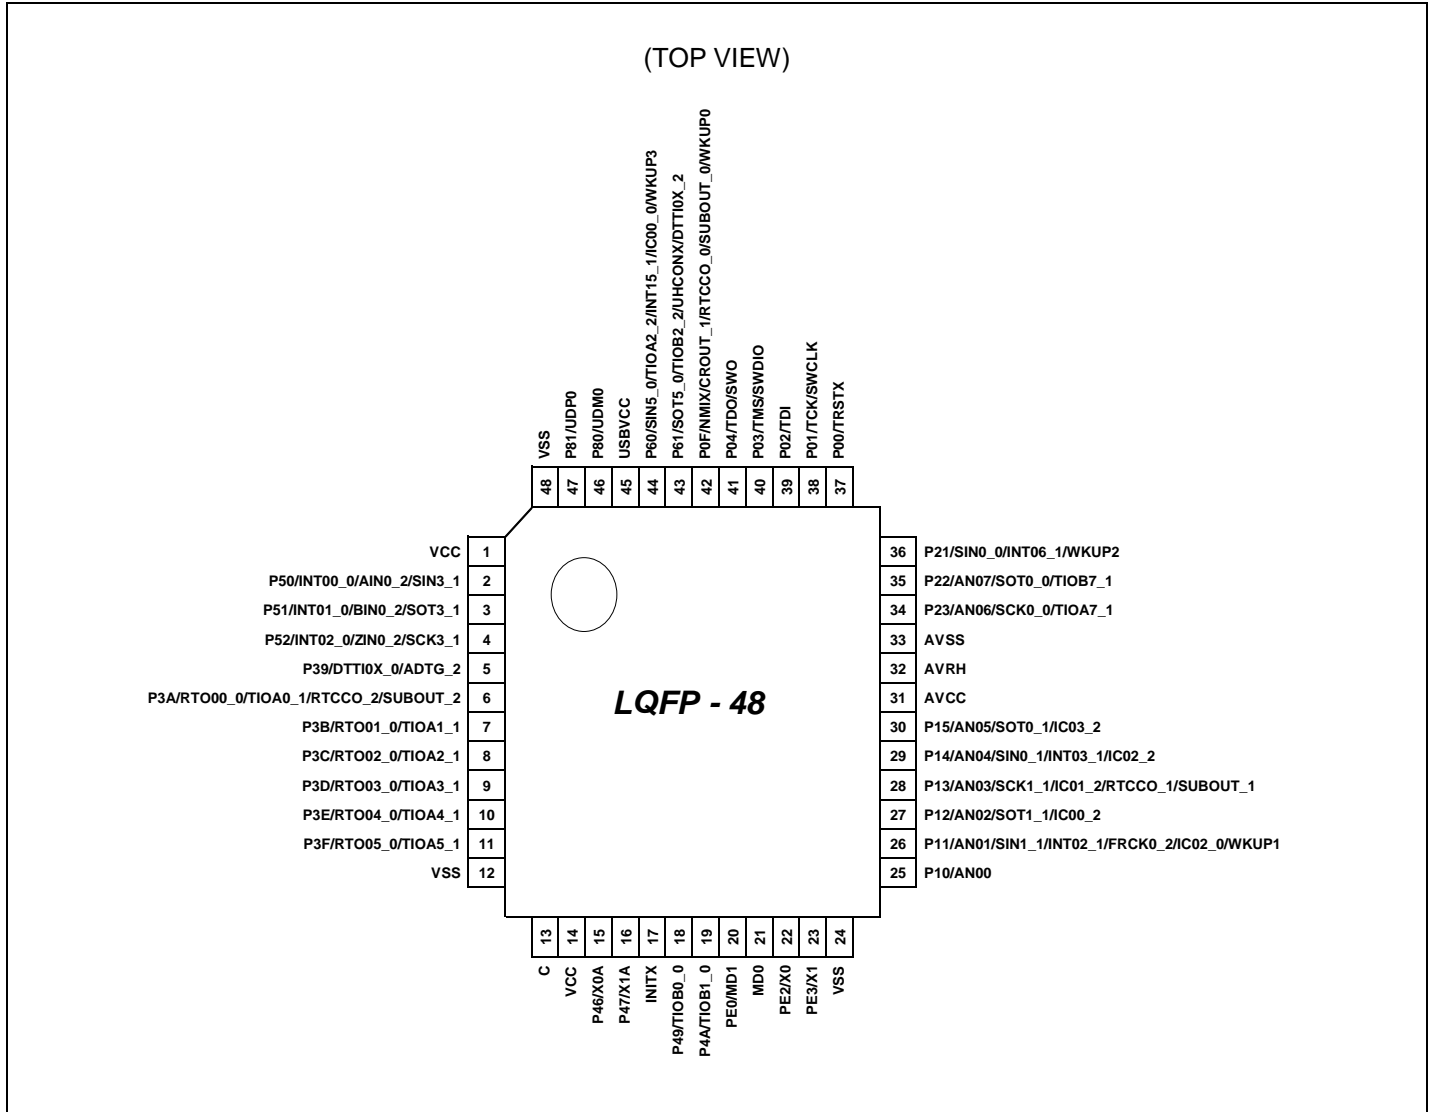 (TOP VIEW)
VSS
P81/UDP0
P80/UDM0
USBVCC
P60/SIN5_0/TIOA2_2/INT15_1/IC00_0/WKUP3
P61/SOT5_0/TIOB2_2/UHCONX/DTTI0X_2
P0F/NMIX/CROUT_1/RTCCO_0/SUBOUT_0/WKUP0
P04/TDO/SWO
P03/TMS/SWDIO
P02/TDI
P01/TCK/SWCLK
P00/TRSTX
48
47
46
45
44
43
42
41
40
39
38
37
VCC 1
P50/INT00_0/AIN0_2/SIN3_1 2
P51/INT01_0/BIN0_2/SOT3_1 3
P52/INT02_0/ZIN0_2/SCK3_1 4
P39/DTTI0X_0/ADTG_2 5
P3A/RTO00_0/TIOA0_1/RTCCO_2/SUBOUT_2 6
P3B/RTO01_0/TIOA1_1 7
P3C/RTO02_0/TIOA2_1 8
P3D/RTO03_0/TIOA3_1 9
P3E/RTO04_0/TIOA4_1 10
P3F/RTO05_0/TIOA5_1 11
VSS 12
LQFP - 48
36 P21/SIN0_0/INT06_1/WKUP2
35 P22/AN07/SOT0_0/TIOB7_1
34 P23/AN06/SCK0_0/TIOA7_1
33 AVSS
32 AVRH
31 AVCC
30 P15/AN05/SOT0_1/IC03_2
29 P14/AN04/SIN0_1/INT03_1/IC02_2
28 P13/AN03/SCK1_1/IC01_2/RTCCO_1/SUBOUT_1
27 P12/AN02/SOT1_1/IC00_2
26 P11/AN01/SIN1_1/INT02_1/FRCK0_2/IC02_0/WKUP1
25 P10/AN00
13
14
15
16
17
18
19
20
21
22
23
24
C
VCC
P46/X0A
P47/X1A
INITX
P49/TIOB0_0
P4A/TIOB1_0
PE0/MD1
MD0
PE2/X0
PE3/X1
VSS